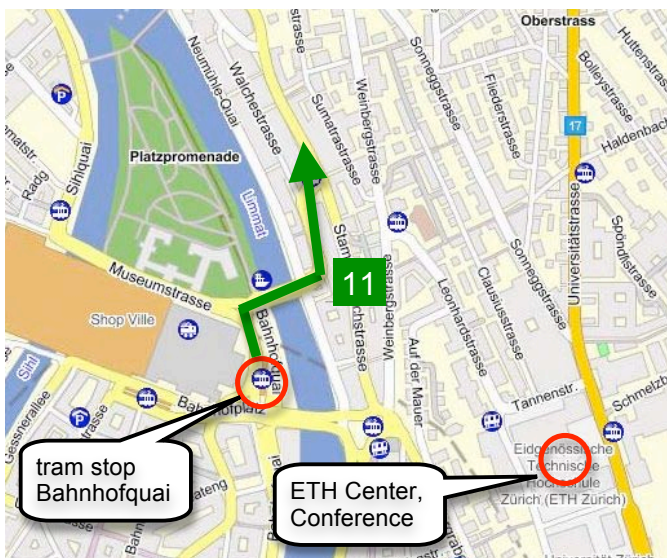 Oberstrass
Huttenstrasse
Bolleystrasse
Haldenbach
17
Neumühle-Quai
Walchestrasse
Sumatrastrasse
Weinbergstrasse
Sonneggstrasse
Fliederstrasse
P
Platzpromenade
Radg
Sihlquai
Limmat
Universitätstrasse
Spöndlistrasse
Museumstrasse
Shop Ville
11
Weinbergstrasse
Leonhardstrasse
Clausiusstrasse
Sonneggstrasse
Bahnhofquai
Auf der Mauer
Sihl
Gessnerallee
P
Bahnhofplatz
Tannenstr.
Schmelzb
tram stop
Bahnhofquai
ETH Center,
Conference
Eidgenössische
Technische
Hochschule
Zürich (ETH Zürich)